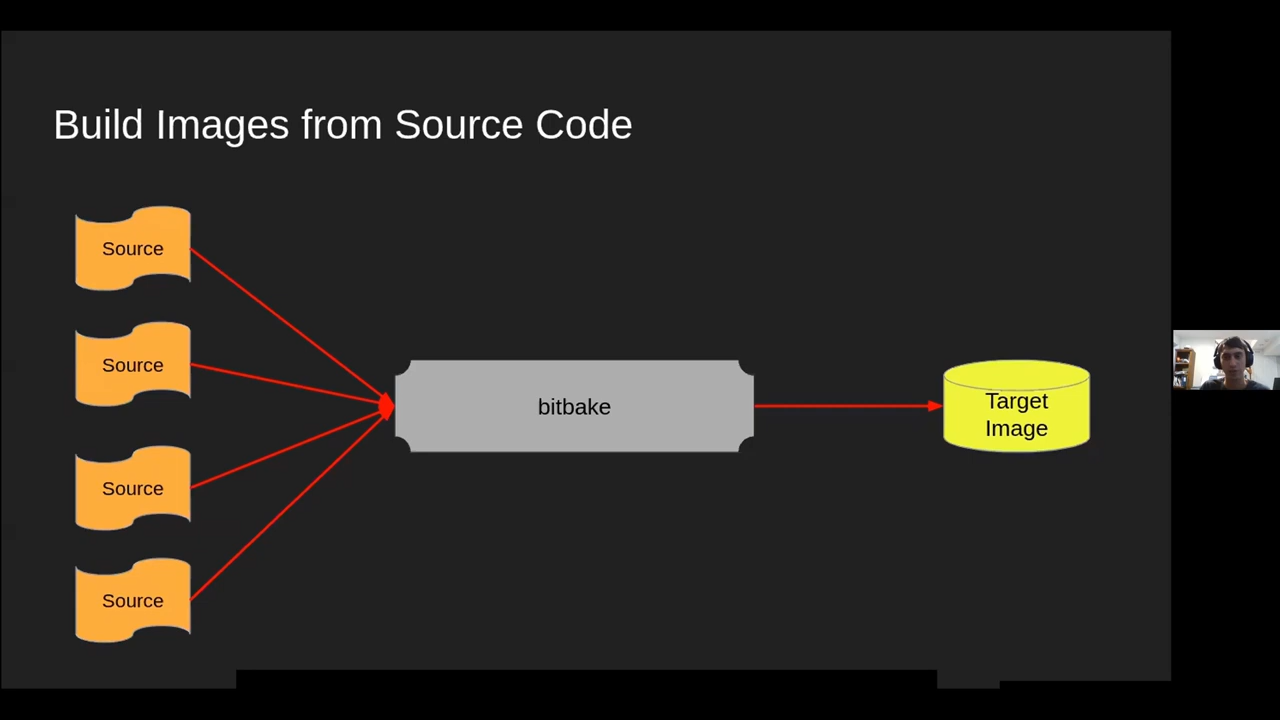 Build Images from Source Code
Source
Source
Source
Source
bitbake
Target
Image